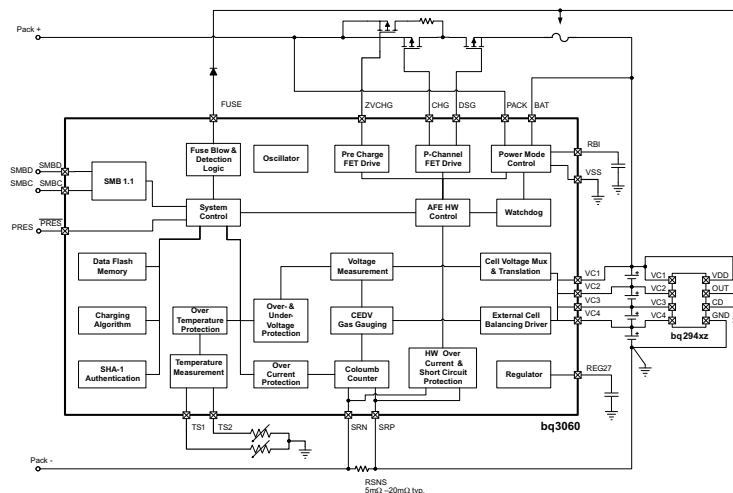 Pack +
FUSE
ZVCHG
CHG
DSG
PACK
BAT
RBI
VSS
SMBD
SMBD
SMBC
SMBC
SMB 1.1
Fuse Blow &
Detection
Logic
Oscillator
Pre Charge
FET Drive
P-Channel
FET Drive
Power Mode
Control
PRES
PRES
System
Control
AFE HW
Control
Watchdog
Data Flash
Memory
Voltage
Measurement
Cell Voltage Mux
& Translation
Over
Temperature
Protection
Over- &
Under-
Voltage
Protection
Charging
Algorithm
CEDV
Gas Gauging
External Cell
Balancing Driver
SHA-1
Authentication
Temperature
Measurement
Over
Current
Protection
Coloumb
Counter
HW Over
Current &
Short Circuit
Protection
Regulator
VC1
VC2
VC3
VC4
VC1
VC2
VC3
VC4
VDD
OUT
CD
GND
bq294xz
REG27
TS1
TS2
SRN
SRP
bq3060
Pack -
RSNS
5mΩ –20mΩ typ.